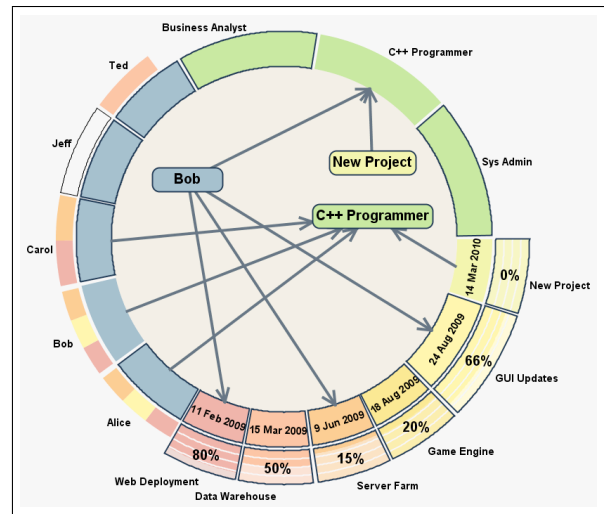 Business Analyst
Ted
C++ Programmer
Jeff
New Project
Bob
Sys Admin
C++ Programmer
Carol
14 Mar 2010
0%
New Project
24 Aug 2009
66%
Bob
GUI Updates
18 Aug 2009
11 Feb 2009
15 Mar 2009
9 Jun 2009
Alice
20%
Game Engine
80%
50%
15%
Web Deployment
Server Farm
Data Warehouse